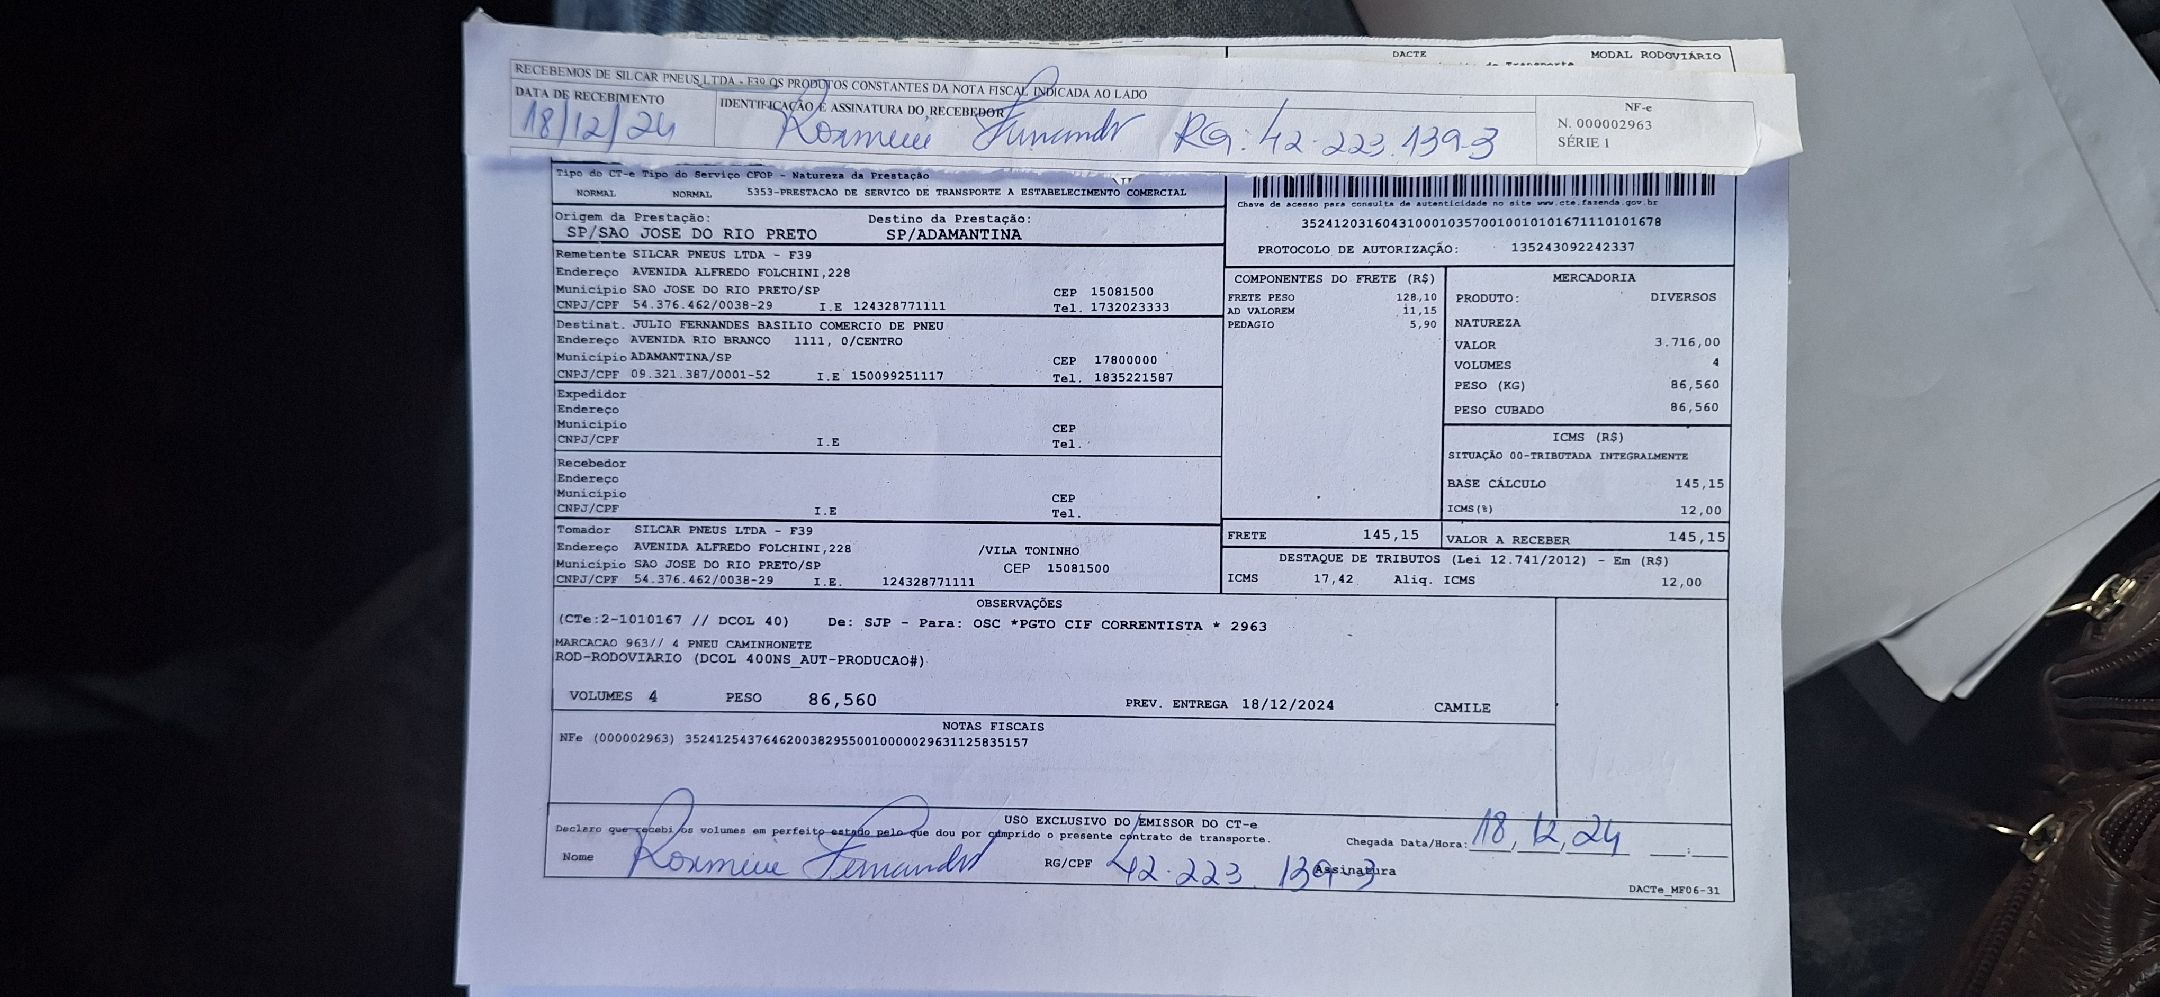 DACTE MODAL RODOVIÁRIO
RECEBEMOS DE SILCAR PNEUS LTDA - F39 OS PRODUTOS CONSTANTES DA NOTA FISCAL INDICADA AO LADO
DATA DE RECEBIMENTO IDENTIFICAÇÃO E ASSINATURA DO RECEBEDOR NF-e
18/12/24 Rosmeire Fernandes RG: 42.223.139-3 N. 000002963
SÉRIE 1
Tipo do CT-e Tipo do Serviço CFOP - Natureza da Prestação
NORMAL NORMAL 5353-PRESTACAO DE SERVICO DE TRANSPORTE A ESTABELECIMENTO COMERCIAL
Chave de acesso para consulta de autenticidade no site www.cte.fazenda.gov.br
35241203160431000103570010010101671110101678
PROTOCOLO DE AUTORIZAÇÃO: 135243092242337
Origem da Prestação: Destino da Prestação:
SP/SAO JOSE DO RIO PRETO SP/ADAMANTINA
Remetente SILCAR PNEUS LTDA - F39
Endereço AVENIDA ALFREDO FOLCHINI,228
Município SAO JOSE DO RIO PRETO/SP CEP 15081500
CNPJ/CPF 54.376.462/0038-29 I.E 124328771111 Tel. 1732023333
Destinat. JULIO FERNANDES BASILIO COMERCIO DE PNEU
Endereço AVENIDA RIO BRANCO 1111, 0/CENTRO
Município ADAMANTINA/SP CEP 17800000
CNPJ/CPF 09.321.387/0001-52 I.E 150099251117 Tel. 1835221587
Expedidor
Endereço
Município CEP
CNPJ/CPF I.E Tel.
Recebedor
Endereço
Município CEP
CNPJ/CPF I.E Tel.
Tomador SILCAR PNEUS LTDA - F39
Endereço AVENIDA ALFREDO FOLCHINI,228 /VILA TONINHO
Município SAO JOSE DO RIO PRETO/SP CEP 15081500
CNPJ/CPF 54.376.462/0038-29 I.E. 124328771111
COMPONENTES DO FRETE (R$)
FRETE PESO 128,10
AD VALOREM 11,15
PEDAGIO 5,90
MERCADORIA
PRODUTO: DIVERSOS
NATUREZA
VALOR 3.716,00
VOLUMES 4
PESO (KG) 86,560
PESO CUBADO 86,560
ICMS (R$)
SITUAÇÃO 00-TRIBUTADA INTEGRALMENTE
BASE CÁLCULO 145,15
ICMS(%) 12,00
FRETE 145,15 VALOR A RECEBER 145,15
DESTAQUE DE TRIBUTOS (Lei 12.741/2012) - Em (R$)
ICMS 17,42 Aliq. ICMS 12,00
OBSERVAÇÕES
(CTe:2-1010167 // DCOL 40) De: SJP - Para: OSC *PGTO CIF CORRENTISTA * 2963
MARCACAO 963// 4 PNEU CAMINHONETE
ROD-RODOVIARIO (DCOL 400NS_AUT-PRODUCAO#)
VOLUMES 4 PESO 86,560 PREV. ENTREGA 18/12/2024 CAMILE
NOTAS FISCAIS
NFe (000002963) 35241254376462003829550010000029631125835157
USO EXCLUSIVO DO EMISSOR DO CT-e
Declaro que recebi os volumes em perfeito estado pelo que dou por cumprido o presente contrato de transporte. Chegada Data/Hora: 18,12,24 :
Nome Rosmeire Fernandes RG/CPF 42.223.139-3 Assinatura
DACTe_MF06-31